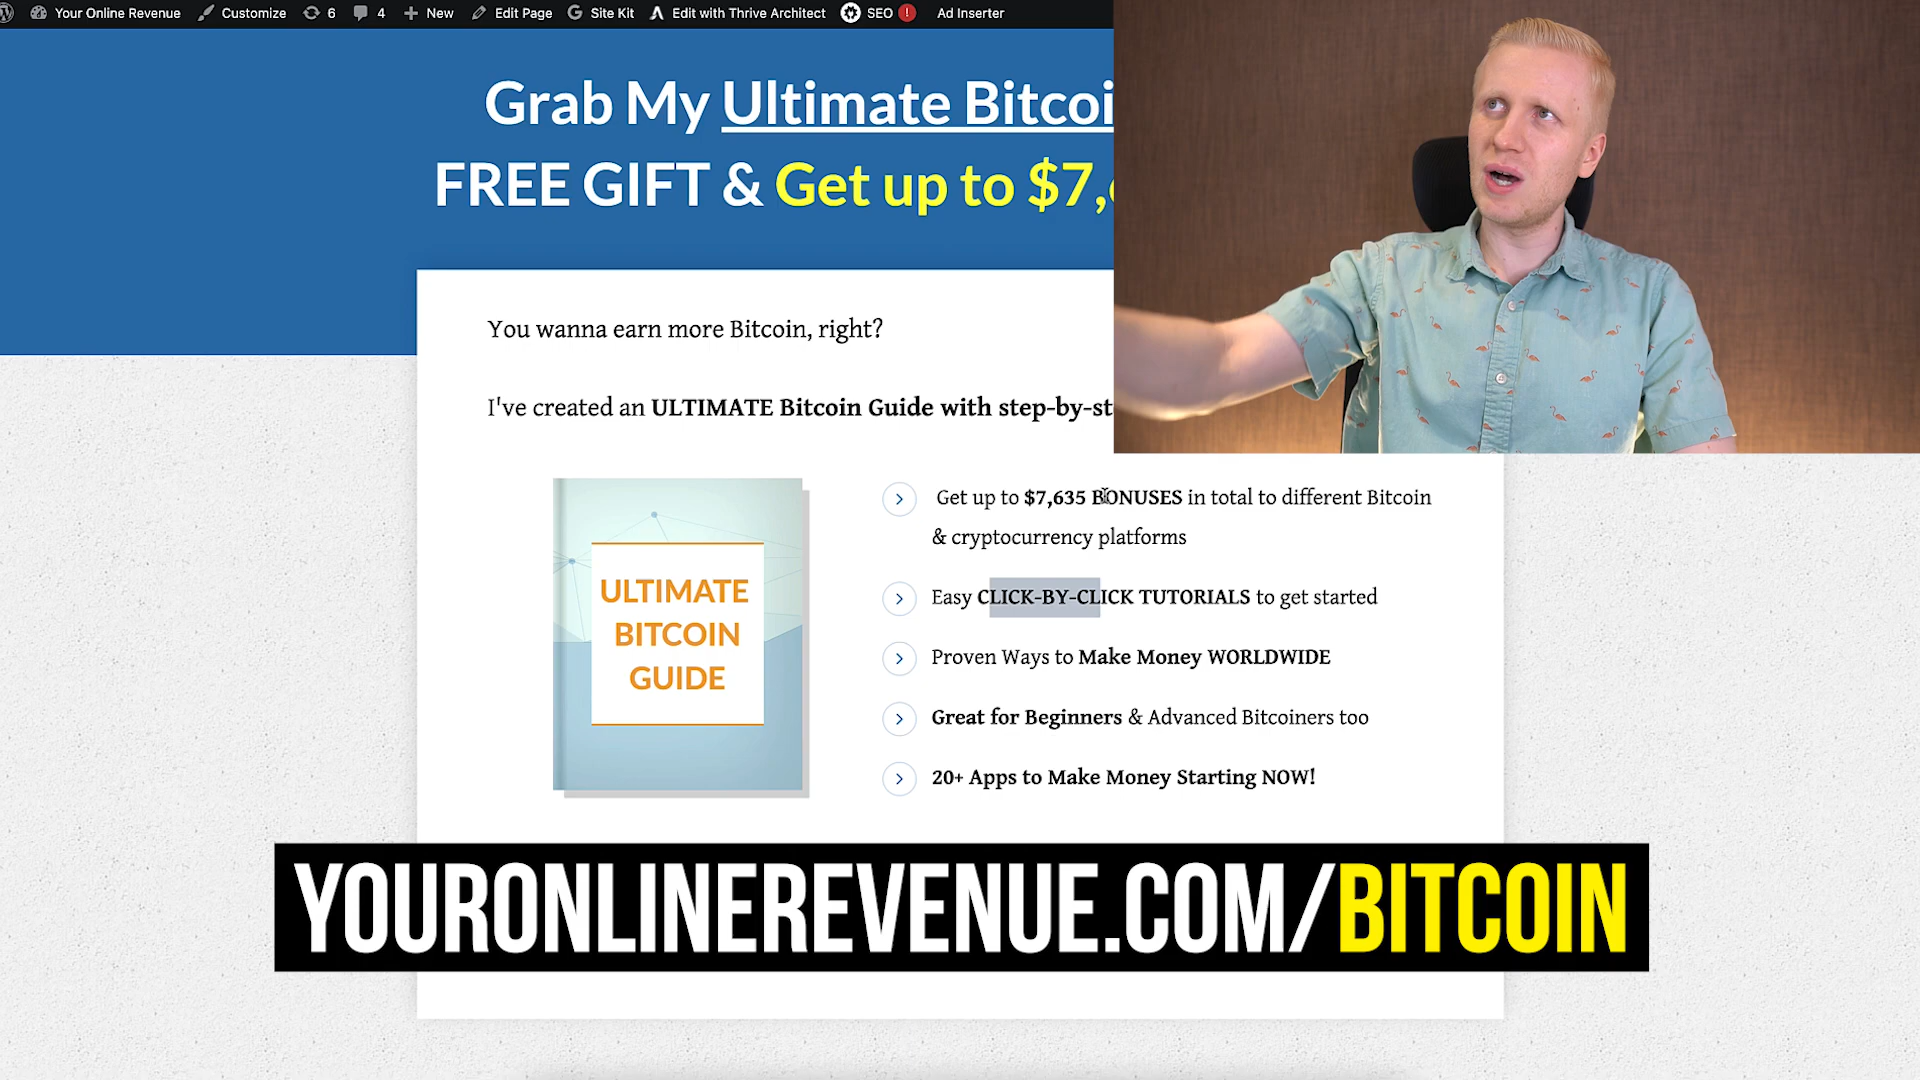 Your Online Revenue Customize 6 4 New Edit Page Site Kit Edit with Thrive Architect SEO ! Ad Inserter
Grab My Ultimate Bitcoi
FREE GIFT & Get up to $7,
You wanna earn more Bitcoin, right?
I've created an ULTIMATE Bitcoin Guide with step-by-st
ULTIMATE
BITCOIN
GUIDE
Get up to $7,635 BONUSES in total to different Bitcoin
& cryptocurrency platforms
Easy CLICK-BY-CLICK TUTORIALS to get started
Proven Ways to Make Money WORLDWIDE
Great for Beginners & Advanced Bitcoiners too
20+ Apps to Make Money Starting NOW!
YOURONLINEREVENUE.COM/BITCOIN